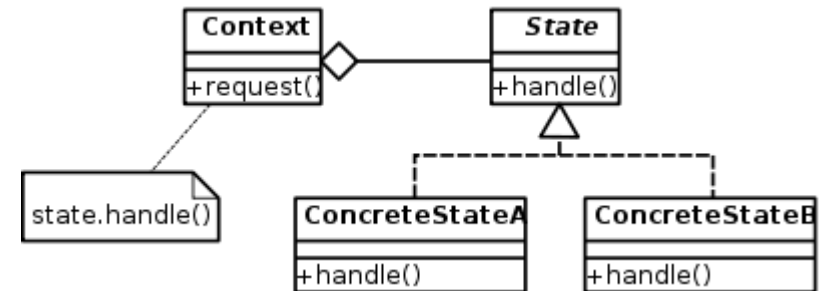 Context
+request()
State
+handle()
state.handle()
ConcreteStateA
+handle()
ConcreteStateB
+handle()